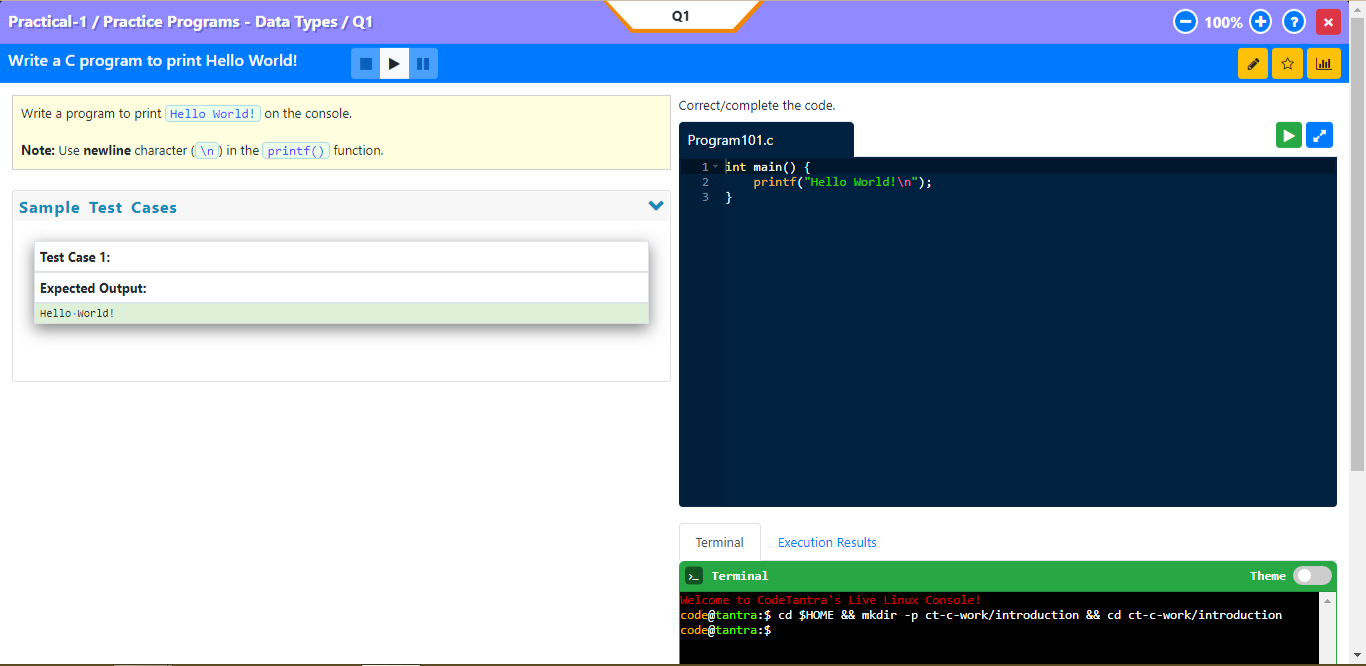 Practical-1 / Practice Programs - Data Types / Q1
Q1
100%
Write a C program to print Hello World!
Write a program to print Hello World! on the console.
Note: Use newline character (\n) in the printf() function.
Sample Test Cases
Test Case 1:
Expected Output:
Hello·World!
Correct/complete the code.
Program101.c
1 int main() {
2 printf("Hello World!\n");
3 }
Terminal
Execution Results
Terminal
Theme
Welcome to CodeTantra's Live Linux Console!
code@tantra:$ cd $HOME && mkdir -p ct-c-work/introduction && cd ct-c-work/introduction
code@tantra:$